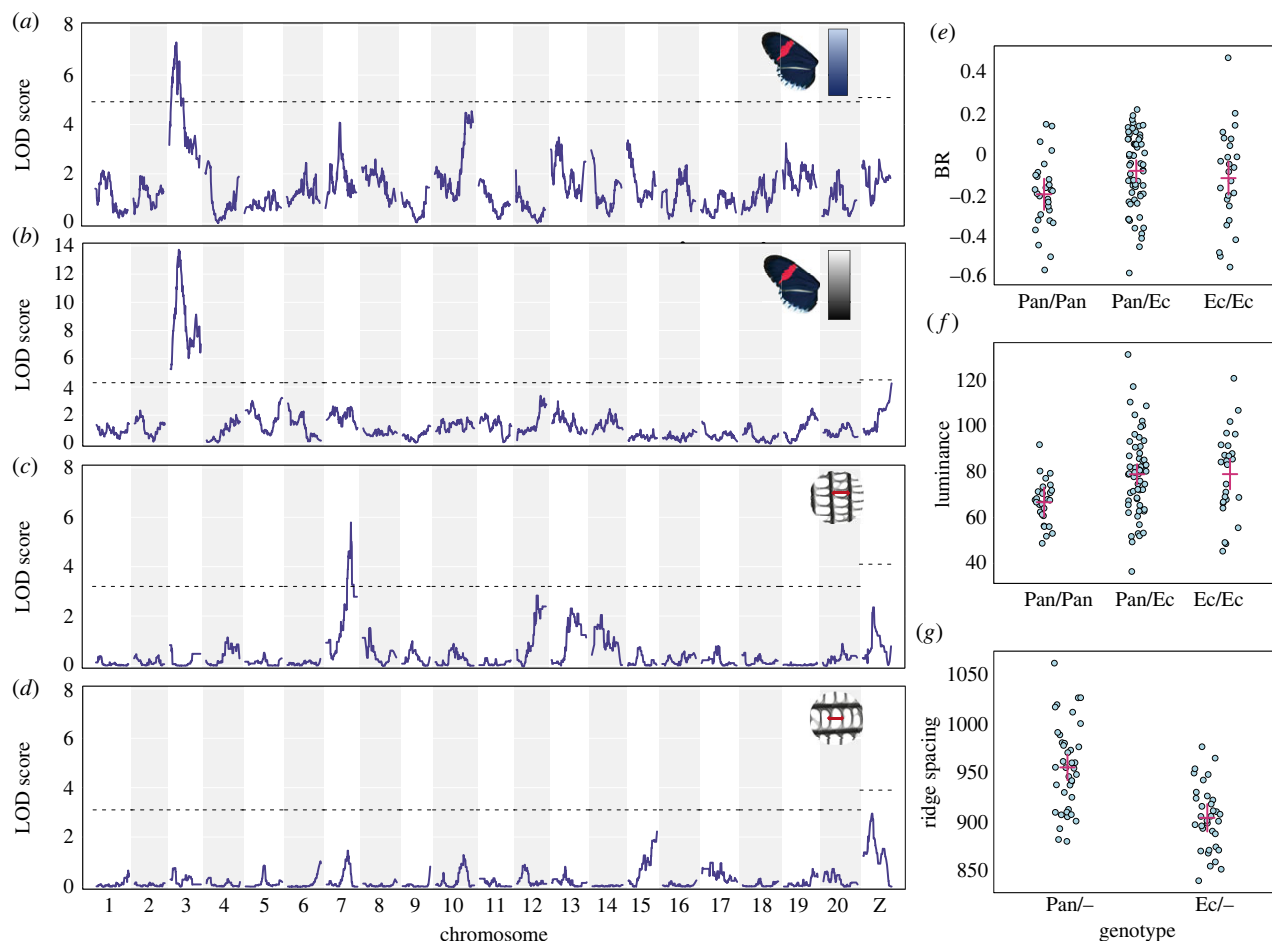 (a)
8
6
4
2
0
LOD score
(b)
14
12
10
8
6
4
2
0
LOD score
(c)
8
6
4
2
0
LOD score
(d)
8
6
4
2
0
LOD score
1 2 3 4 5 6 7 8 9 10 11 12 13 14 15 16 17 18 19 20 Z
chromosome
(e)
0.4
0.2
0
–0.2
–0.4
–0.6
BR
Pan/Pan Pan/Ec Ec/Ec
(f)
120
100
80
60
40
luminance
Pan/Pan Pan/Ec Ec/Ec
(g)
1050
1000
950
900
850
ridge spacing
Pan/– Ec/–
genotype